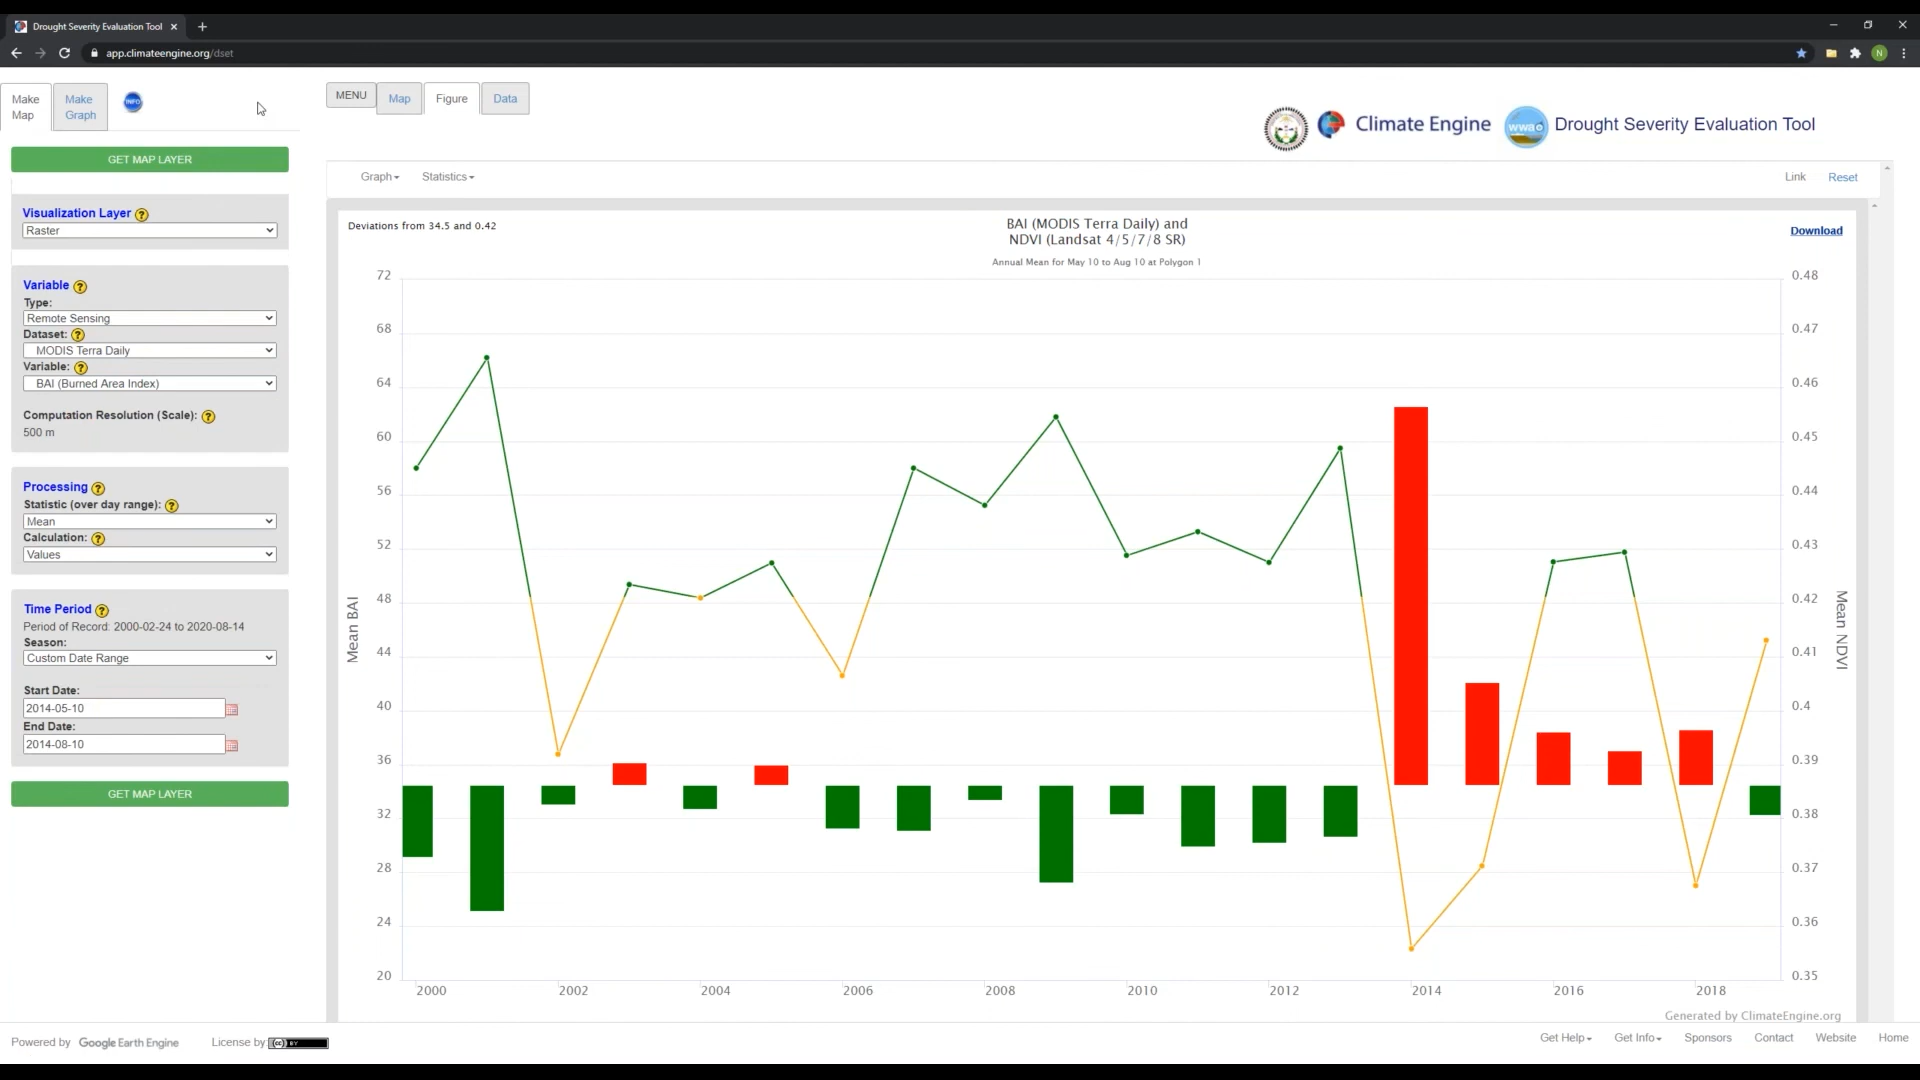 Drought Severity Evaluation Tool
app.climateengine.org/dset
N
Make Map
Make Graph
INFO
MENU
Map
Figure
Data
Climate Engine
WWAO
Drought Severity Evaluation Tool
GET MAP LAYER
Graph
Statistics
Link
Reset
Visualization Layer ?
Raster
Variable ?
Type:
Remote Sensing
Dataset: ?
MODIS Terra Daily
Variable: ?
BAI (Burned Area Index)
Computation Resolution (Scale): ?
500 m
Processing ?
Statistic (over day range): ?
Mean
Calculation: ?
Values
Time Period ?
Period of Record: 2000-02-24 to 2020-08-14
Season:
Custom Date Range
Start Date:
2014-05-10
End Date:
2014-08-10
GET MAP LAYER
Deviations from 34.5 and 0.42
BAI (MODIS Terra Daily) and
NDVI (Landsat 4/5/7/8 SR)
Annual Mean for May 10 to Aug 10 at Polygon 1
Download
72
68
64
60
56
52
48
44
40
36
32
28
24
20
Mean BAI
0.48
0.47
0.46
0.45
0.44
0.43
0.42
0.41
0.4
0.39
0.38
0.37
0.36
0.35
Mean NDVI
2000
2002
2004
2006
2008
2010
2012
2014
2016
2018
Generated by ClimateEngine.org
Powered by Google Earth Engine
License by (cc) BY
Get Help
Get Info
Sponsors
Contact
Website
Home